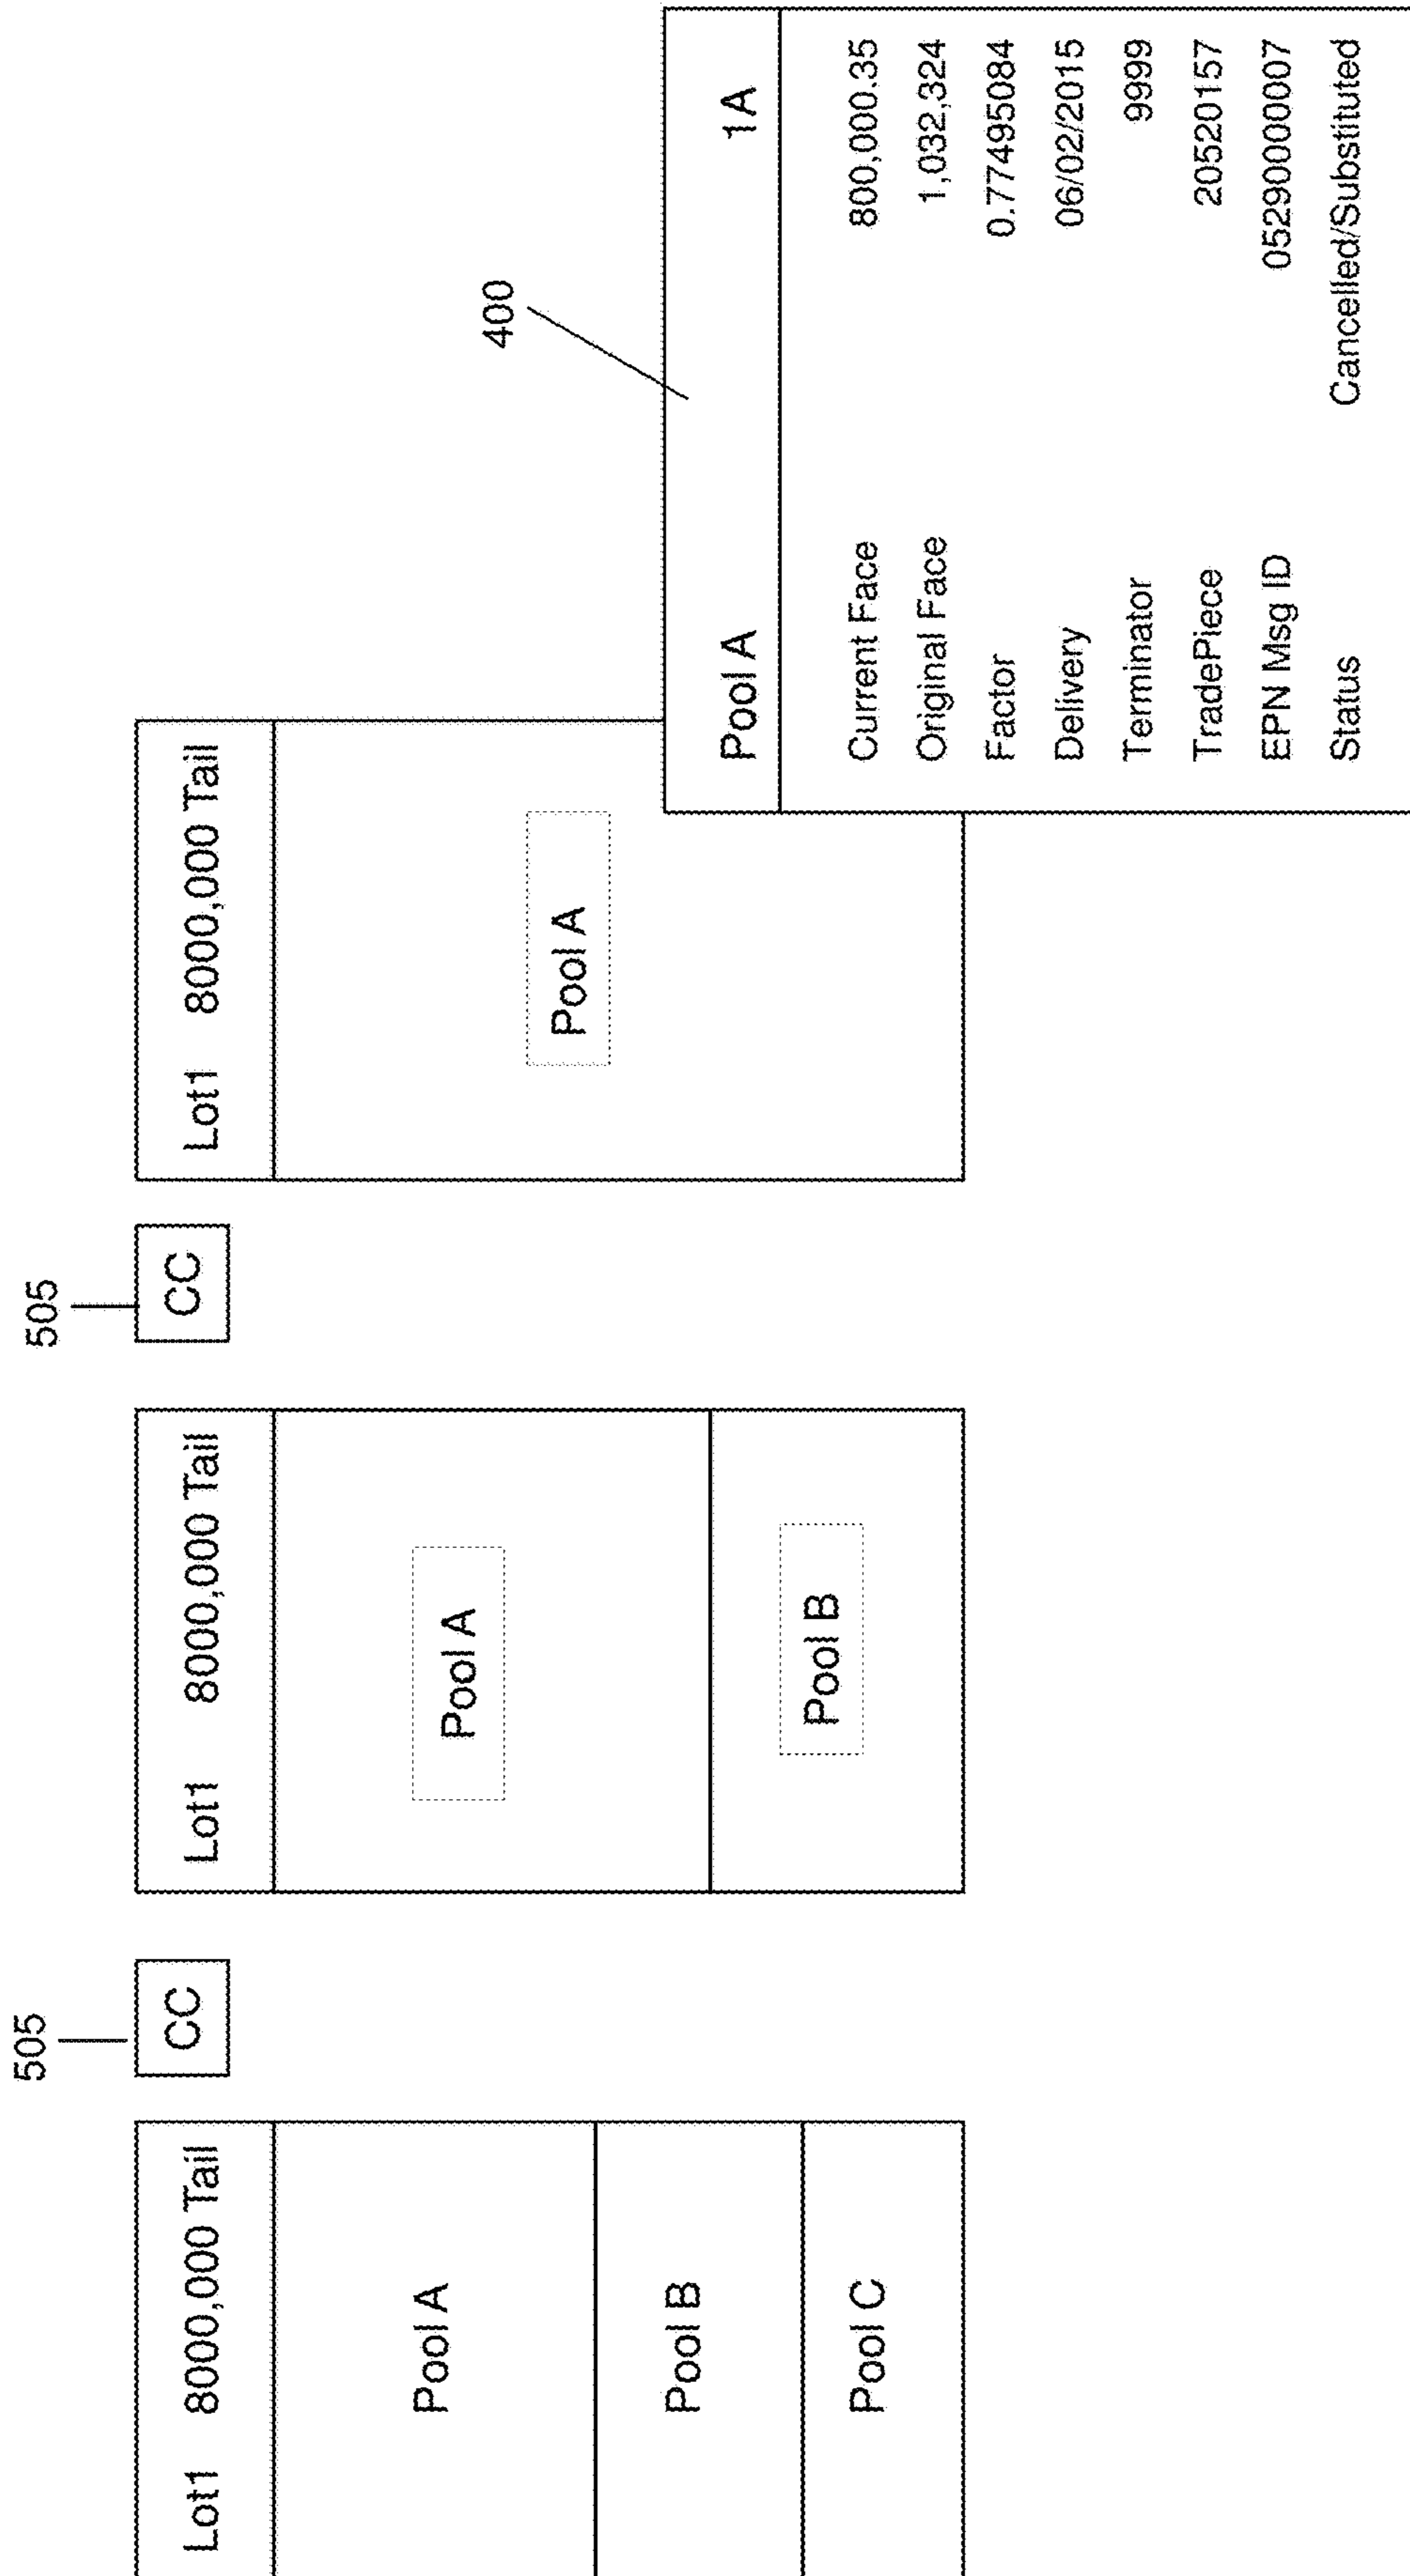 505
505
Lot1 8000,000 Tail
Pool A
Pool B
Pool C
CC
Lot1 8000,000 Tail
Pool A
Pool B
CC
Lot1 8000,000 Tail
Pool A
400
Pool A 1A
Current Face 800,000.35
Original Face 1,032,324
Factor 0.77495084
Delivery 06/02/2015
Terminator 9999
TradePiece 20520157
EPN Msg ID 05290000007
Status Cancelled/Substituted